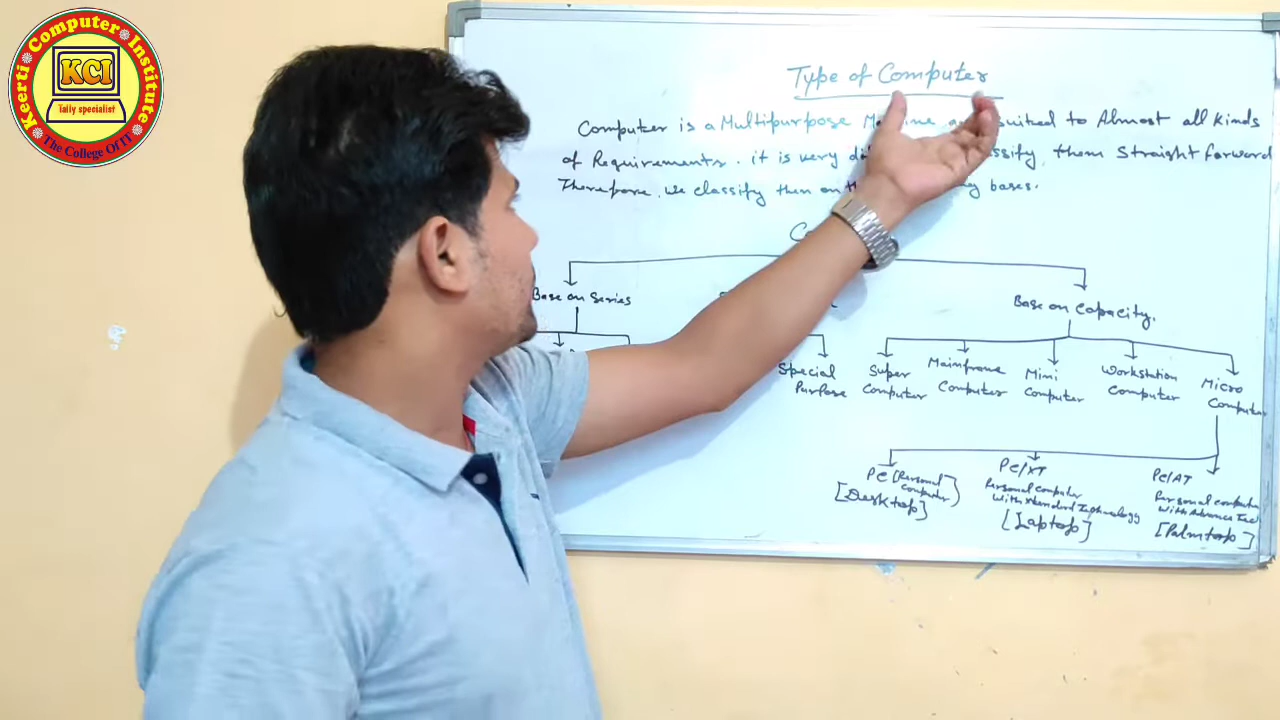 Keerti Computer Institute
KCI
Tally specialist
The College Of IT
Type of Computer
Computer is a Multipurpose suited to Almost all Kinds
of Requirements. it is very them Straight forward
Therepore, we classify then on bases.
Base on Series
Base on Capacity.
Special
Purpose
Super
Computer
Mainframe
Computer
Mini
Computer
Workstation
Computer
Micro
Computer
PC [Personal
Computer]
[Desktop]
PC/XT
Personal Computer
With Technology
[Laptop]
PC/AT
Personal Computer
With Advance Tec
[Palmtop]